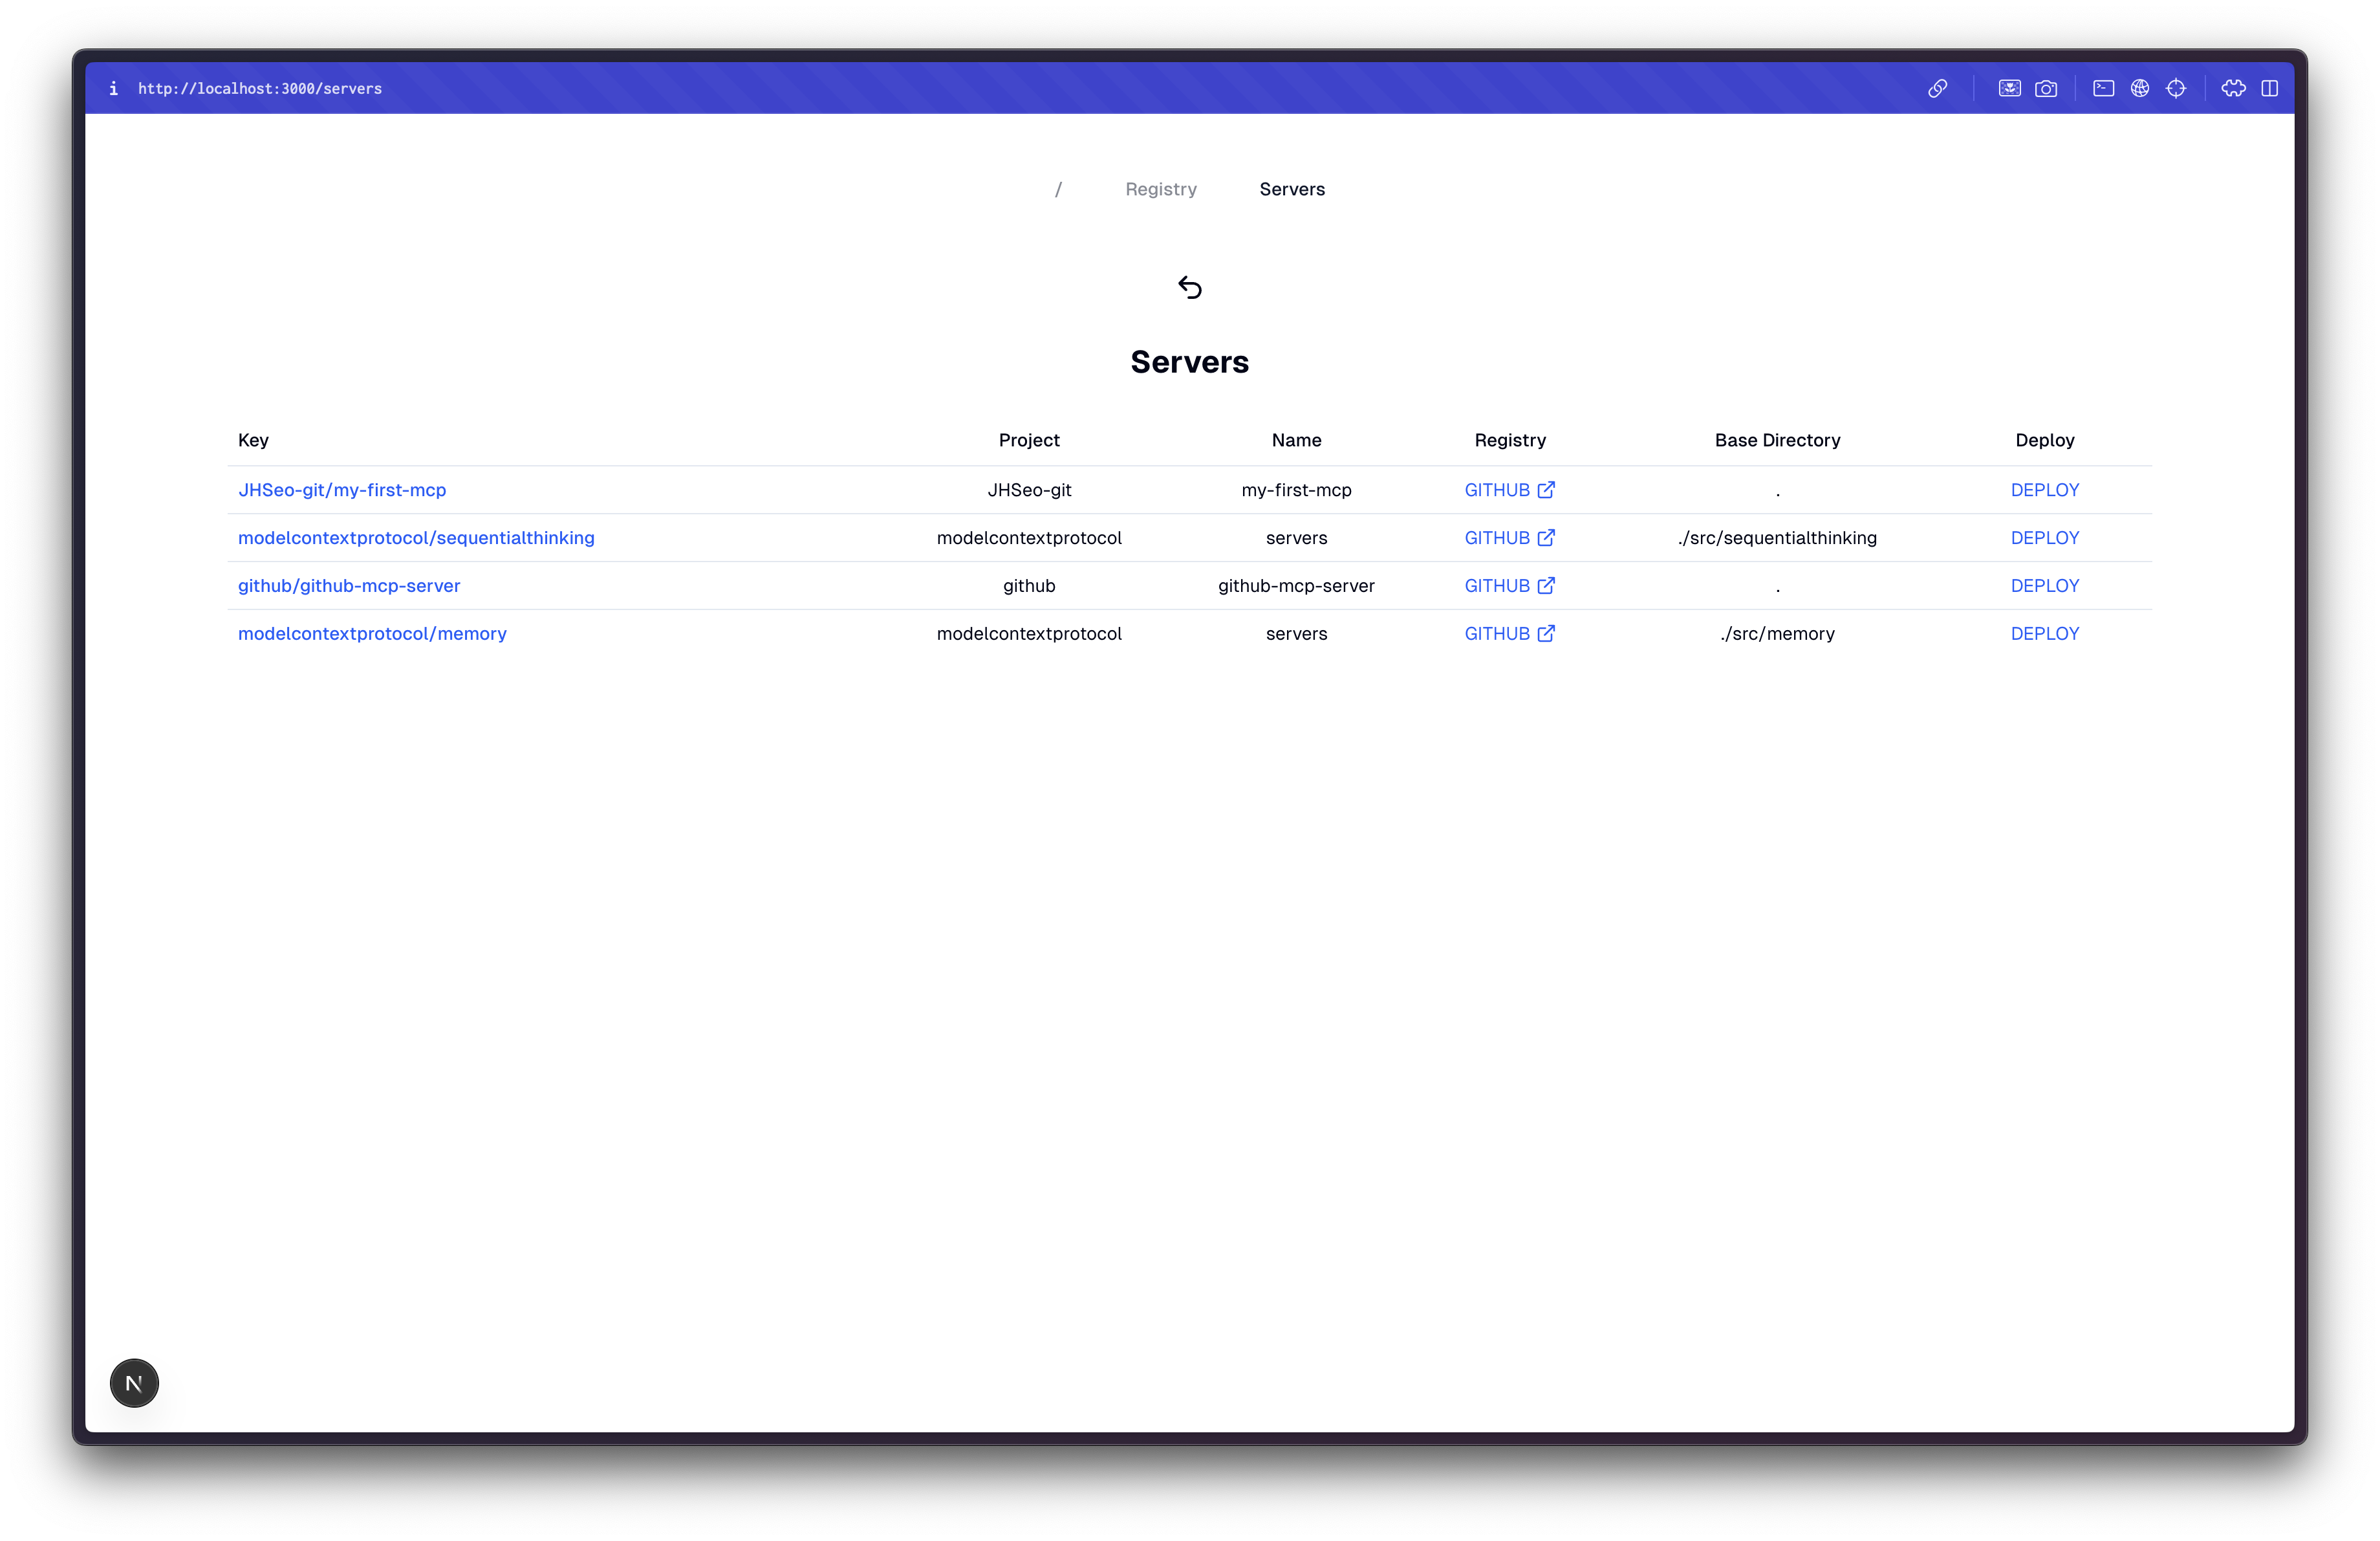 i http://localhost:3000/servers
/ Registry Servers
Servers
Key Project Name Registry Base Directory Deploy
JHSeo-git/my-first-mcp JHSeo-git my-first-mcp GITHUB . DEPLOY
modelcontextprotocol/sequentialthinking modelcontextprotocol servers GITHUB ./src/sequentialthinking DEPLOY
github/github-mcp-server github github-mcp-server GITHUB . DEPLOY
modelcontextprotocol/memory modelcontextprotocol servers GITHUB ./src/memory DEPLOY
N